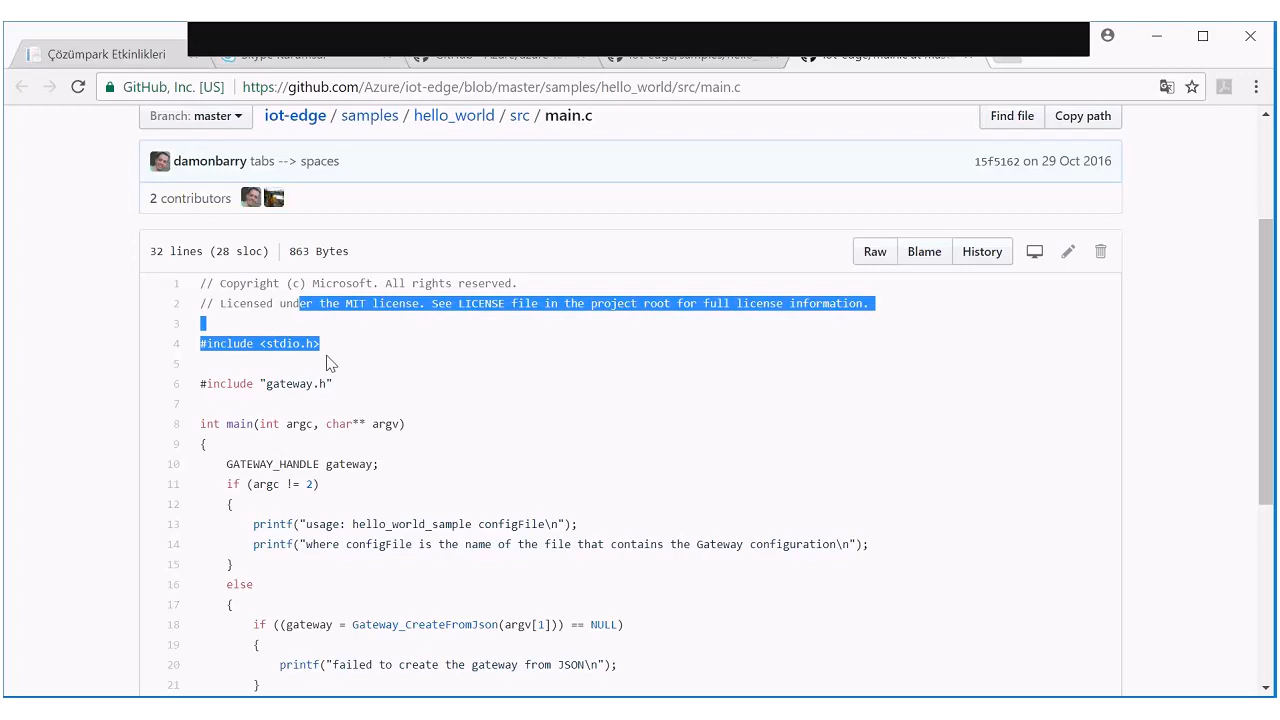 Çözümpark Etkinlikleri
GitHub, Inc. [US] https://github.com/Azure/iot-edge/blob/master/samples/hello_world/src/main.c
Branch: master iot-edge / samples / hello_world / src / main.c Find file Copy path
damonbarry tabs --> spaces 15f5162 on 29 Oct 2016
2 contributors
32 lines (28 sloc) 863 Bytes Raw Blame History
1 // Copyright (c) Microsoft. All rights reserved.
2 // Licensed under the MIT license. See LICENSE file in the project root for full license information.
3
4 #include <stdio.h>
5
6 #include "gateway.h"
7
8 int main(int argc, char** argv)
9 {
10 GATEWAY_HANDLE gateway;
11 if (argc != 2)
12 {
13 printf("usage: hello_world_sample configFile\n");
14 printf("where configFile is the name of the file that contains the Gateway configuration\n");
15 }
16 else
17 {
18 if ((gateway = Gateway_CreateFromJson(argv[1])) == NULL)
19 {
20 printf("failed to create the gateway from JSON\n");
21 }